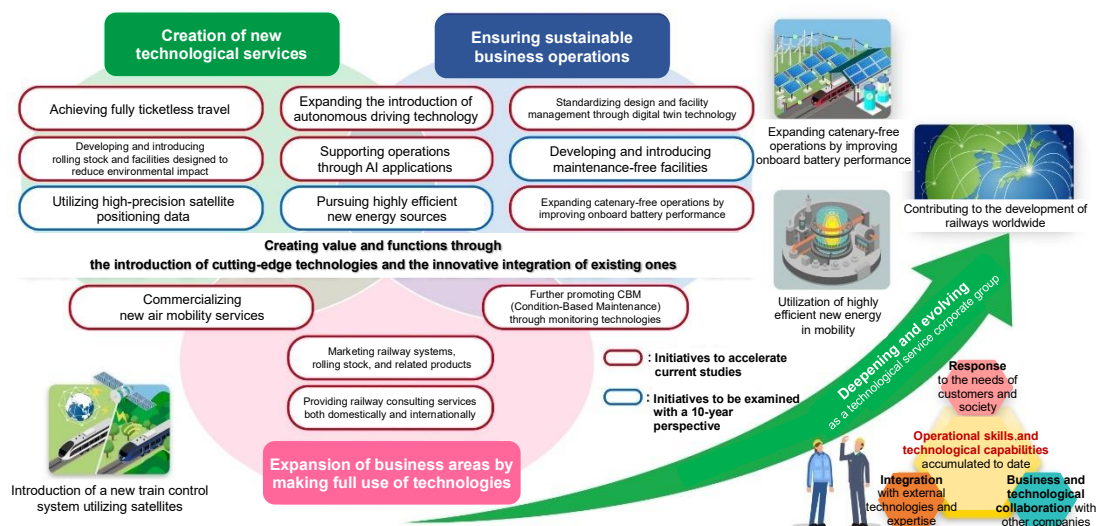 Creation of new
technological services
Ensuring sustainable
business operations
Achieving fully ticketless travel
Expanding the introduction of
autonomous driving technology
Standardizing design and facility
management through digital twin technology
Developing and introducing
rolling stock and facilities designed to
reduce environmental impact
Supporting operations
through AI applications
Developing and introducing
maintenance-free facilities
Utilizing high-precision satellite
positioning data
Pursuing highly efficient
new energy sources
Expanding catenary-free operations by
improving onboard battery performance
Creating value and functions through
the introduction of cutting-edge technologies and the innovative integration of existing ones
Commercializing
new air mobility services
Further promoting CBM
(Condition-Based Maintenance)
through monitoring technologies
Marketing railway systems,
rolling stock, and related products
Providing railway consulting services
both domestically and internationally
Expansion of business areas by
making full use of technologies
: Initiatives to accelerate
current studies
: Initiatives to be examined
with a 10-year
perspective
Introduction of a new train control
system utilizing satellites
Expanding catenary-free
operations by improving
onboard battery performance
Contributing to the development of
railways worldwide
Utilization of highly
efficient new energy
in mobility
Deepening and evolving
as a technological service corporate group
Response
to the needs of
customers and
society
Operational skills and
technological capabilities
accumulated to date
Integration
with external
technologies and
expertise
Business and
technological
collaboration with
other companies